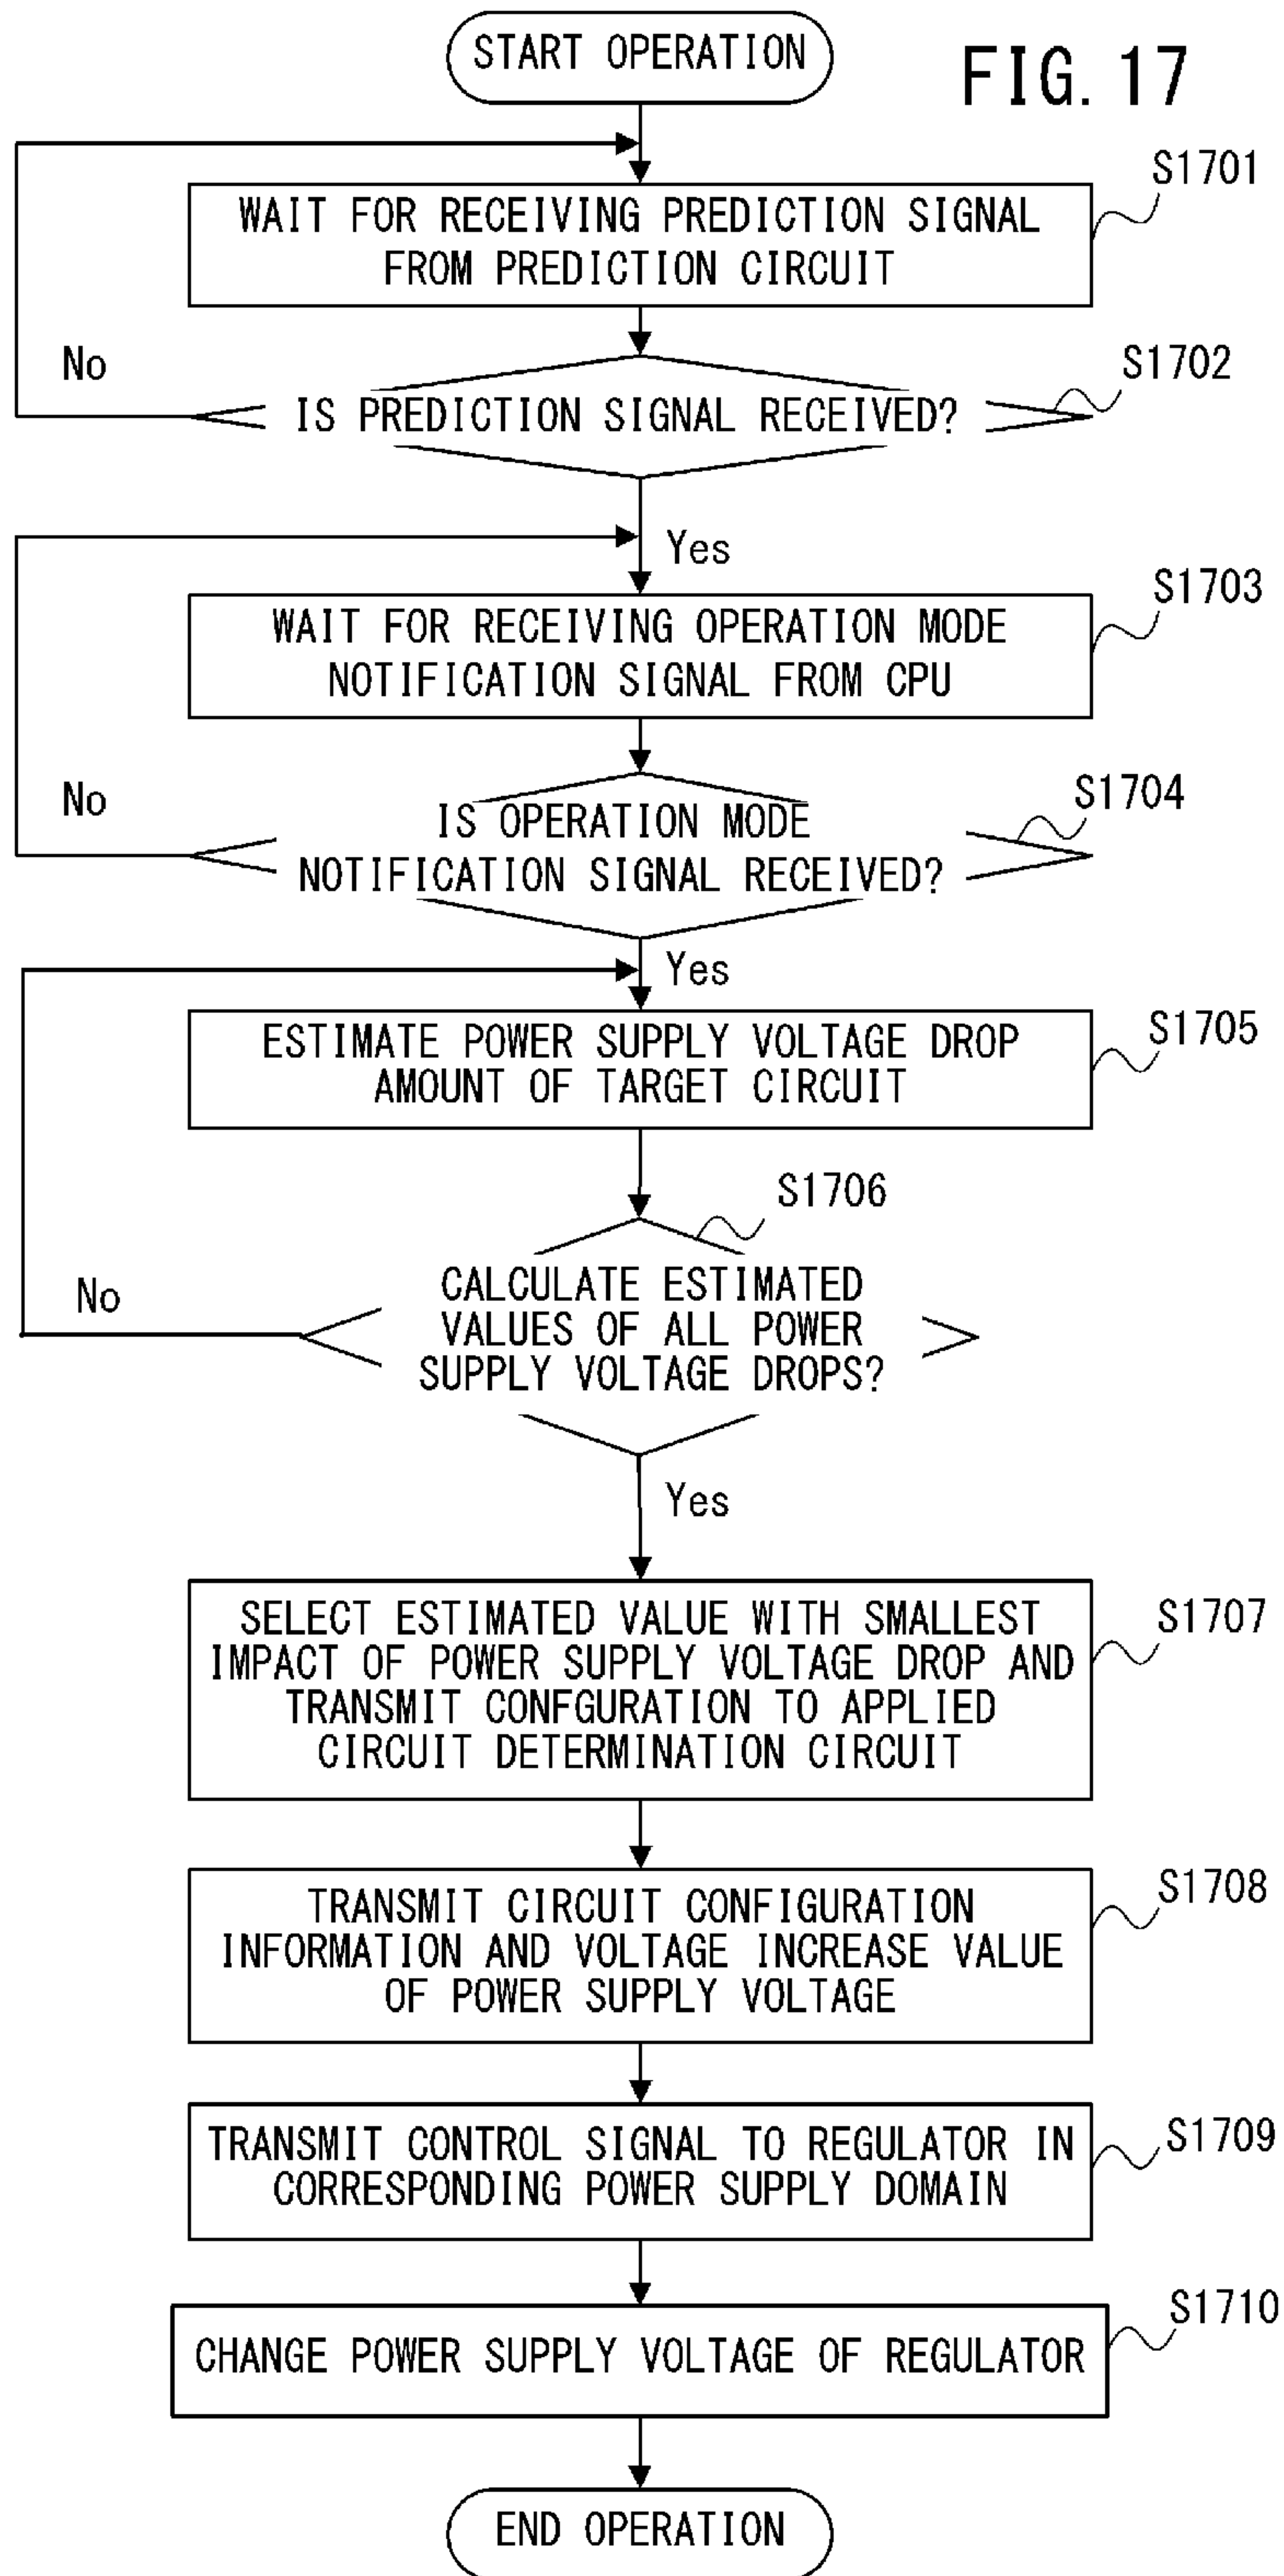 START OPERATION
FIG. 17
S1701
WAIT FOR RECEIVING PREDICTION SIGNAL
FROM PREDICTION CIRCUIT
No
S1702
IS PREDICTION SIGNAL RECEIVED?
Yes
S1703
WAIT FOR RECEIVING OPERATION MODE
NOTIFICATION SIGNAL FROM CPU
No
S1704
IS OPERATION MODE
NOTIFICATION SIGNAL RECEIVED?
Yes
S1705
ESTIMATE POWER SUPPLY VOLTAGE DROP
AMOUNT OF TARGET CIRCUIT
S1706
No
CALCULATE ESTIMATED
VALUES OF ALL POWER
SUPPLY VOLTAGE DROPS?
Yes
S1707
SELECT ESTIMATED VALUE WITH SMALLEST
IMPACT OF POWER SUPPLY VOLTAGE DROP AND
TRANSMIT CONFGURATION TO APPLIED
CIRCUIT DETERMINATION CIRCUIT
S1708
TRANSMIT CIRCUIT CONFIGURATION
INFORMATION AND VOLTAGE INCREASE VALUE
OF POWER SUPPLY VOLTAGE
S1709
TRANSMIT CONTROL SIGNAL TO REGULATOR IN
CORRESPONDING POWER SUPPLY DOMAIN
S1710
CHANGE POWER SUPPLY VOLTAGE OF REGULATOR
END OPERATION